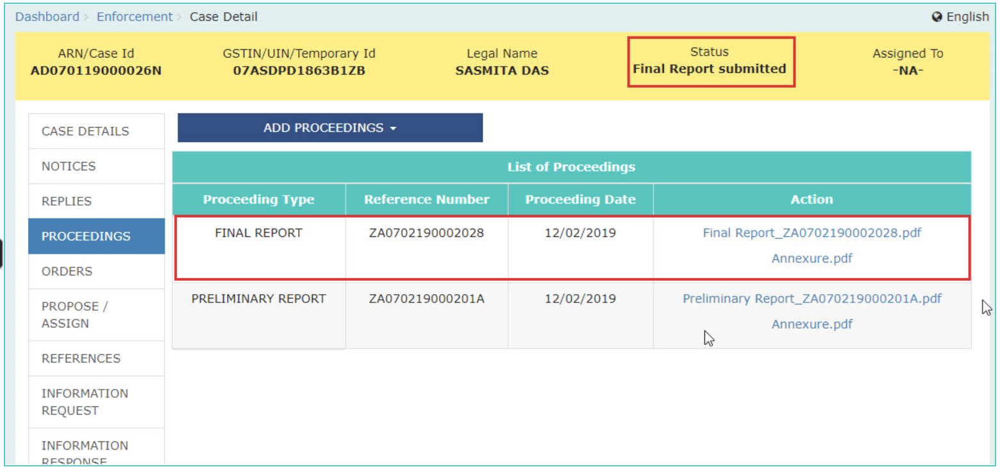 Dashboard > Enforcement > Case Detail
English
ARN/Case Id
AD070119000026N
GSTIN/UIN/Temporary Id
07ASDPD1863B1ZB
Legal Name
SASMITA DAS
Status
Final Report submitted
Assigned To
-NA-
CASE DETAILS
NOTICES
REPLIES
PROCEEDINGS
ORDERS
PROPOSE /
ASSIGN
REFERENCES
INFORMATION
REQUEST
INFORMATION
RESPONSE
ADD PROCEEDINGS
List of Proceedings
Proceeding Type Reference Number Proceeding Date Action
FINAL REPORT ZA0702190002028 12/02/2019 Final Report_ZA0702190002028.pdf
Annexure.pdf
PRELIMINARY REPORT ZA070219000201A 12/02/2019 Preliminary Report_ZA070219000201A.pdf
Annexure.pdf